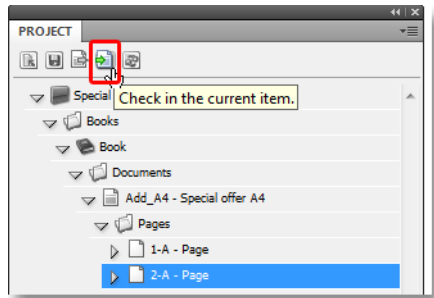 PROJECT
Special
Check in the current item.
Books
Book
Documents
Add_A4 - Special offer A4
Pages
1-A - Page
2-A - Page